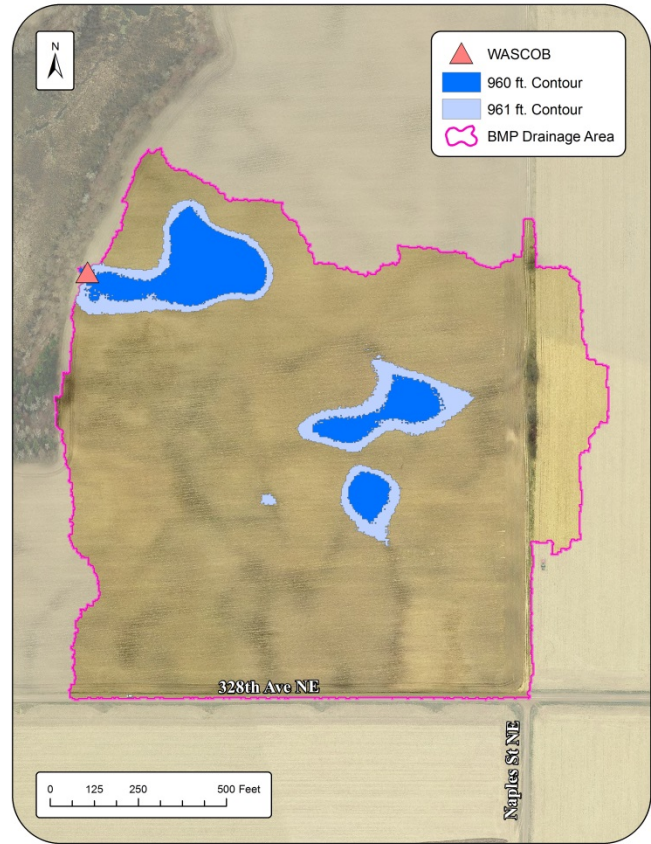 N
WASCOB
960 ft. Contour
961 ft. Contour
BMP Drainage Area
328th Ave NE
Naples St NE
0 125 250 500 Feet